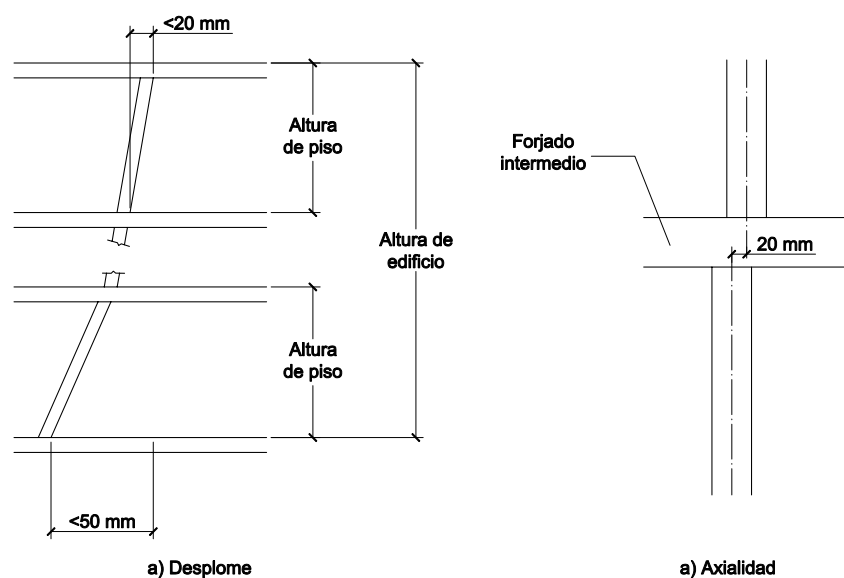 <20 mm
Altura
de piso
Altura de
edificio
Altura
de piso
<50 mm
a) Desplome
Forjado
intermedio
20 mm
a) Axialidad